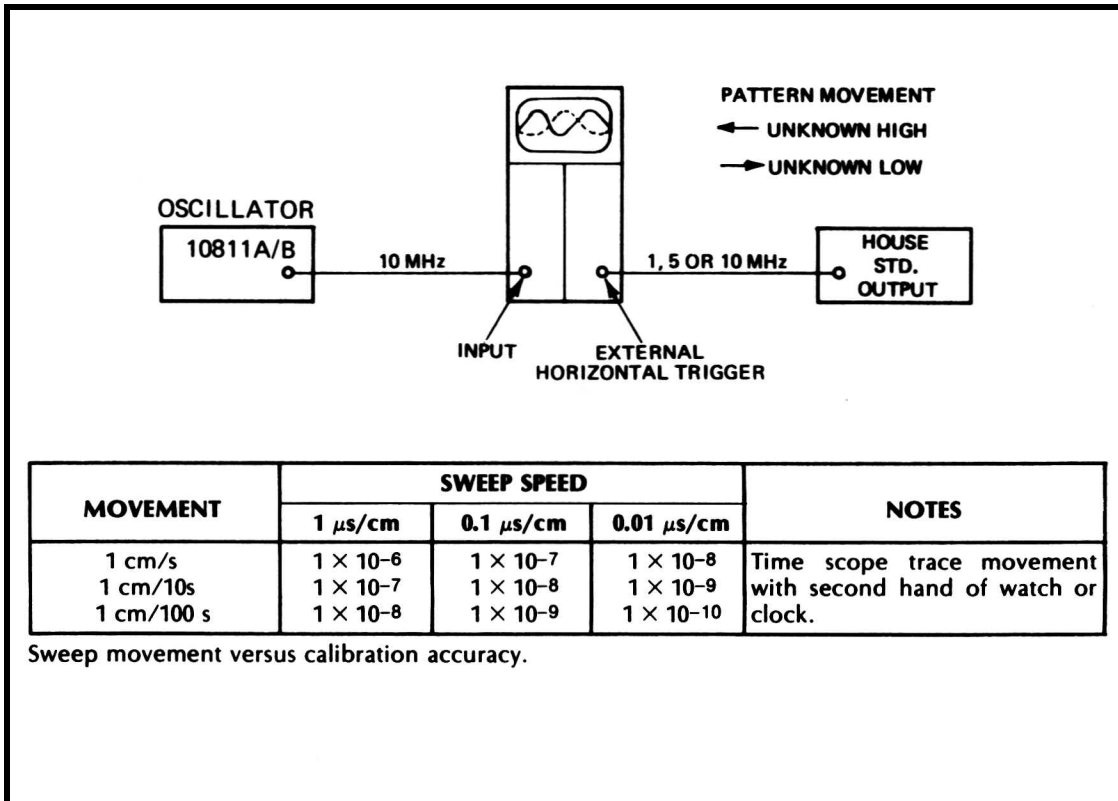 PATTERN MOVEMENT
← UNKNOWN HIGH
→ UNKNOWN LOW
OSCILLATOR
10811A/B
10 MHz
1, 5 OR 10 MHz
HOUSE
STD.
OUTPUT
INPUT
EXTERNAL
HORIZONTAL TRIGGER
MOVEMENT
SWEEP SPEED
NOTES
1 μs/cm
0.1 μs/cm
0.01 μs/cm
1 cm/s
1 × 10–6
1 × 10–7
1 × 10–8
1 cm/10s
1 × 10–7
1 × 10–8
1 × 10–9
1 cm/100 s
1 × 10–8
1 × 10–9
1 × 10–10
Time scope trace movement
with second hand of watch or
clock.
Sweep movement versus calibration accuracy.